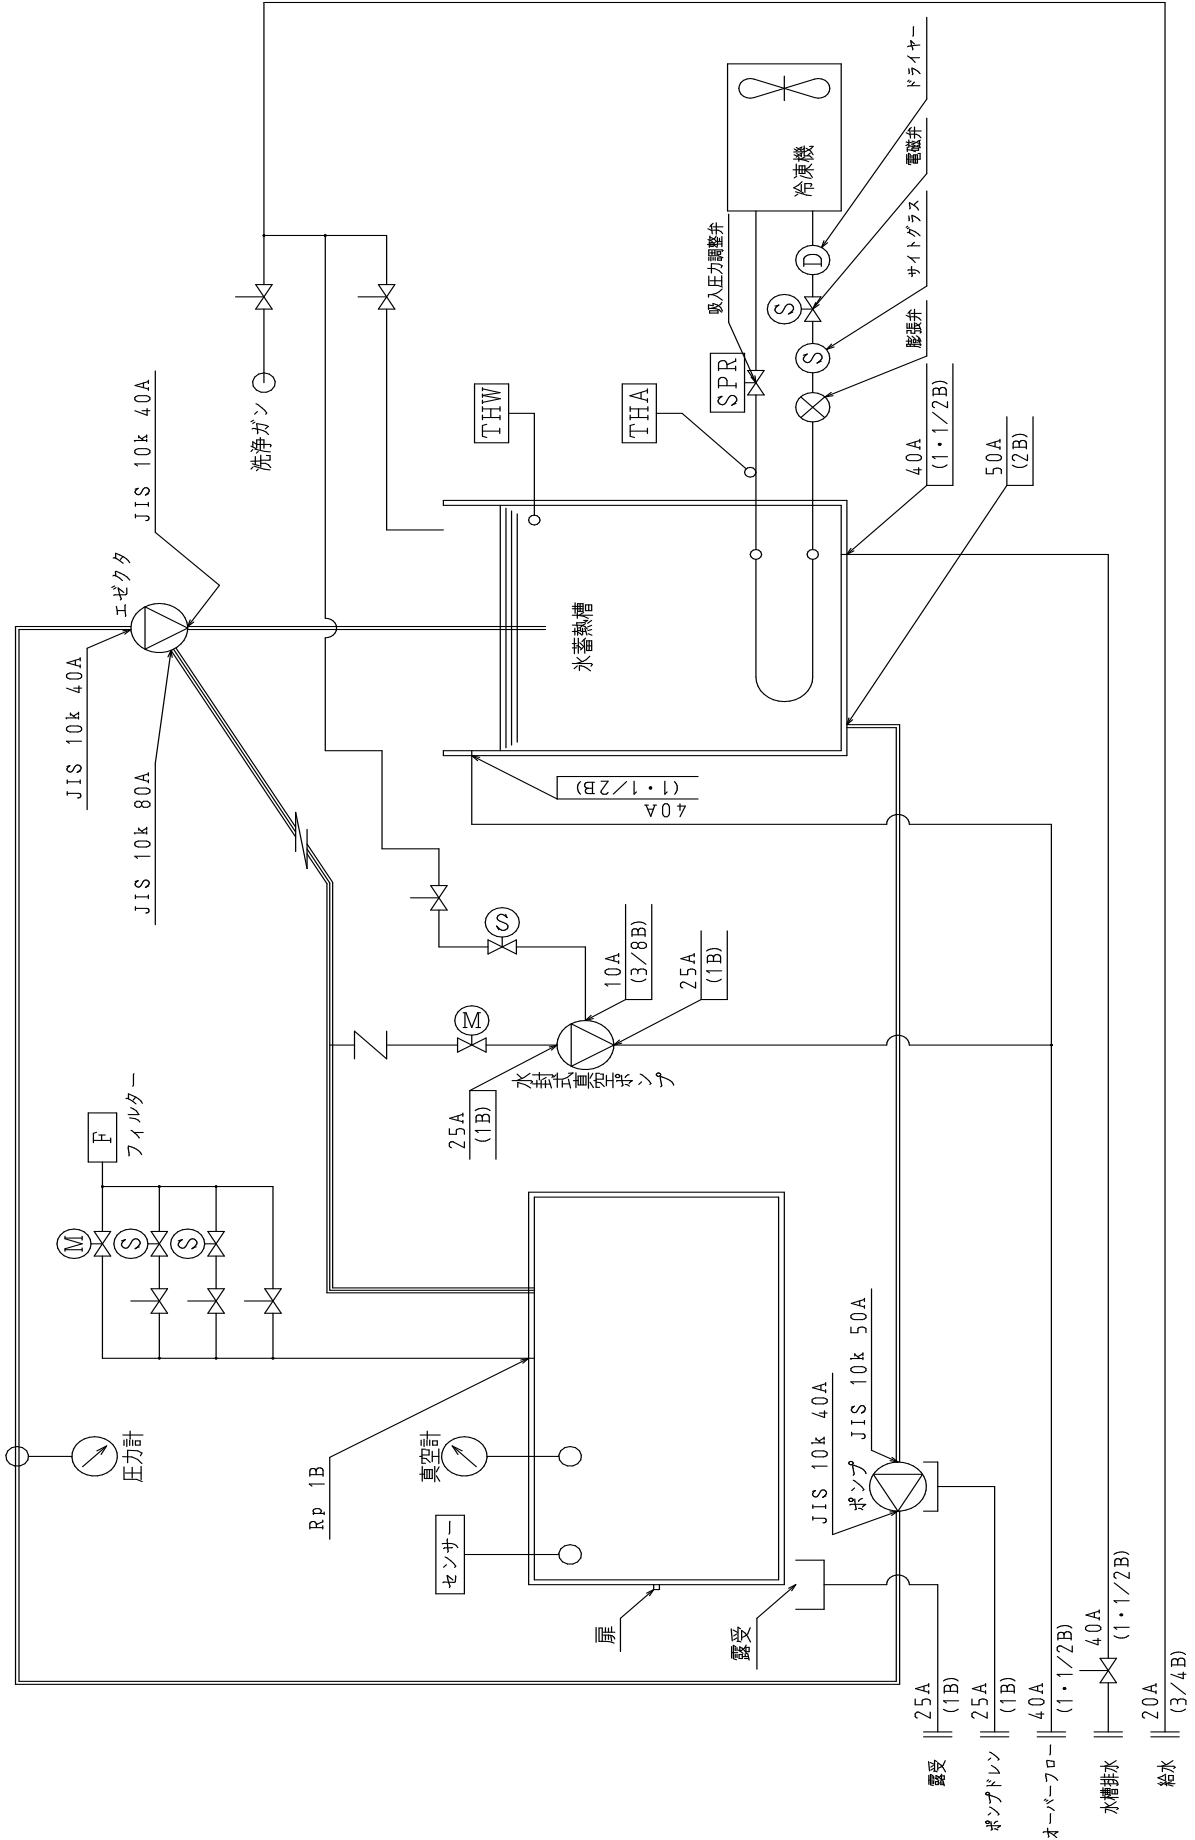 エゼクタ
JIS 10k 40A
JIS 10k 40A
JIS 10k 80A
洗浄ガン
THW
THA
SPR
吸入圧力調整弁
冷凍機
ドライヤー
電磁弁
サイトグラス
膨張弁
D
S
S
40A
(1・1/2B)
50A
(2B)
氷蓄熱槽
40A
(1・1/2B)
S
10A
(3/8B)
25A
(1B)
M
水封式真空ポンプ
25A
(1B)
F
フィルター
M
S
S
圧力計
真空計
Rp 1B
センサー
扉
露受
JIS 10k 40A
JIS 10k 50A
ポンプ
25A
(1B)
露受
25A
(1B)
ポンプドレン
40A
(1・1/2B)
オーバーフロー
40A
(1・1/2B)
水槽排水
20A
(3/4B)
給水